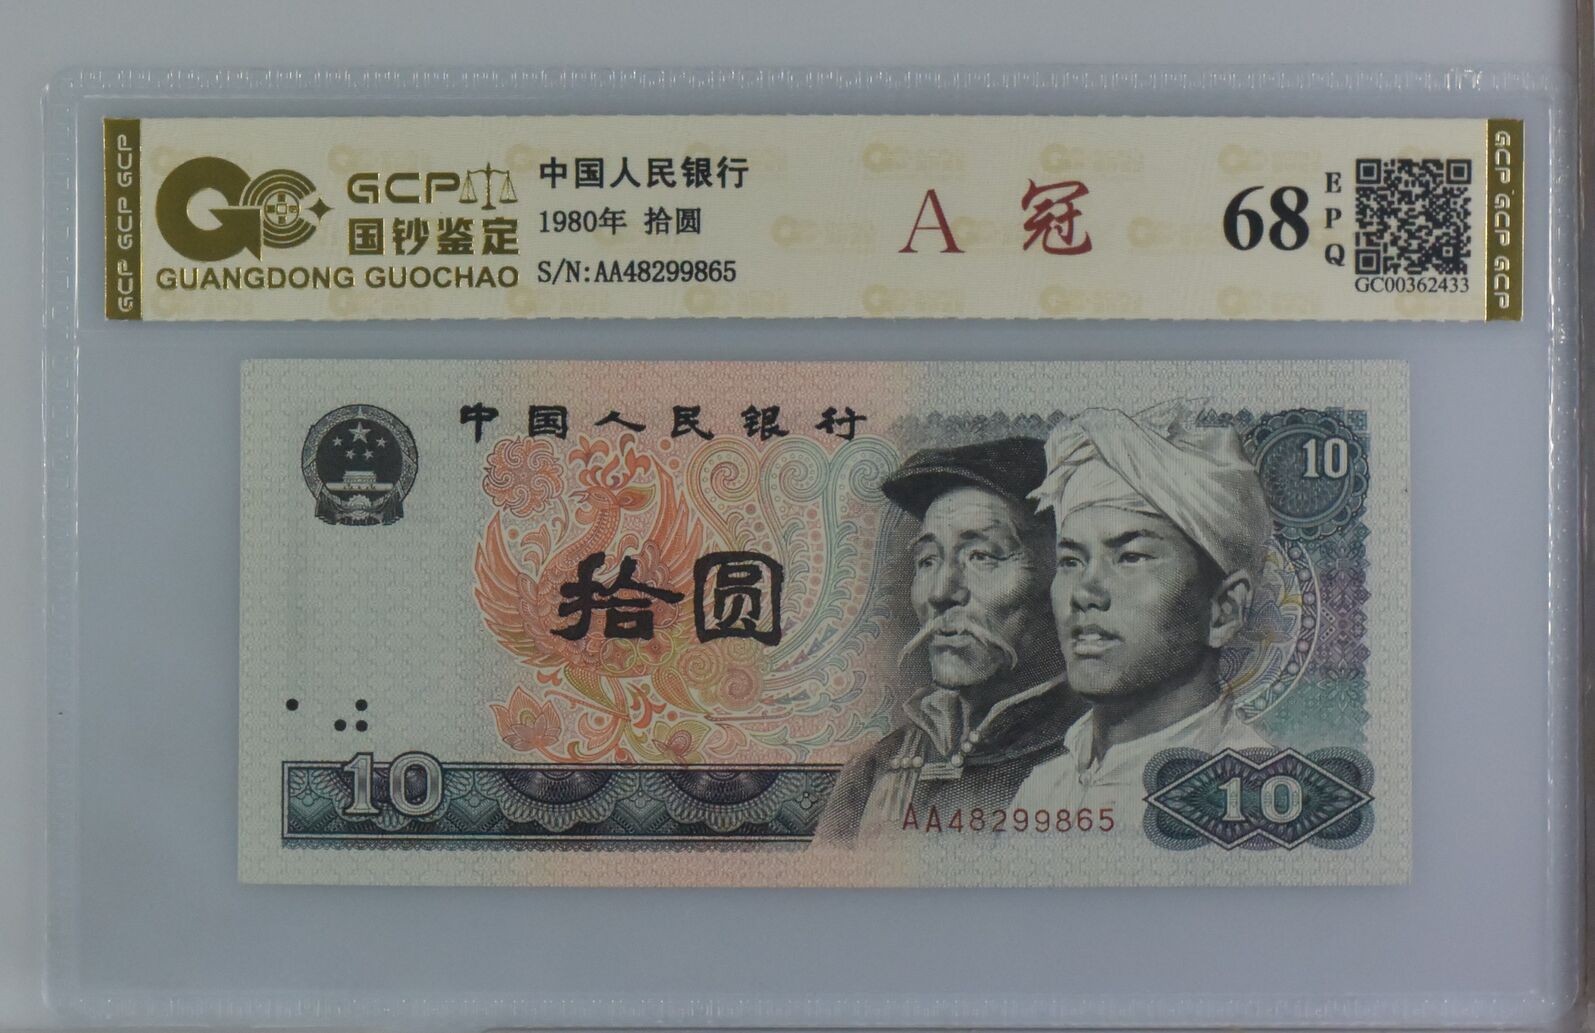 GCP GCP GCP
GCP
国钞鉴定
GUANGDONG GUOCHAO
中国人民银行
1980年 拾圆
S/N:AA48299865
A 冠
68
EPQ
GC00362433
GCP GCP GCP
中国人民银行
10
拾圆
10
AA48299865
10